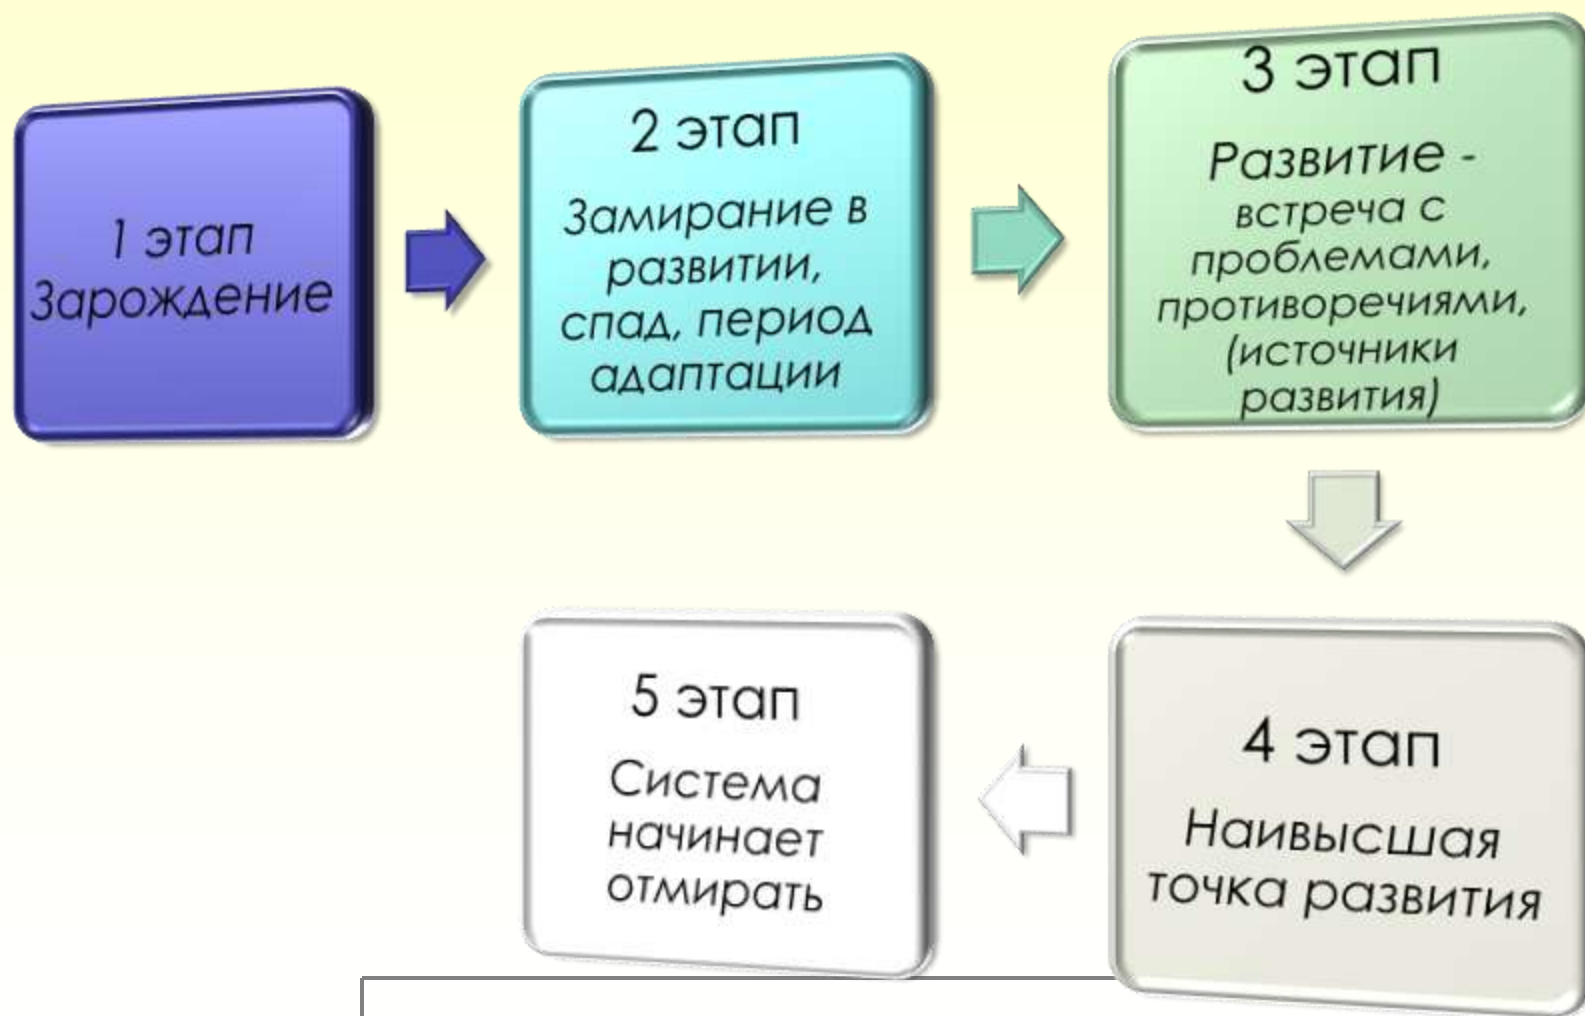 1 этап
Зарождение
2 этап
Замирание в
развитии,
спад, период
адаптации
3 этап
Развитие -
встреча с
проблемами,
противоречиями,
(источники
развития)
4 этап
Наивысшая
точка развития
5 этап
Система
начинает
отмирать